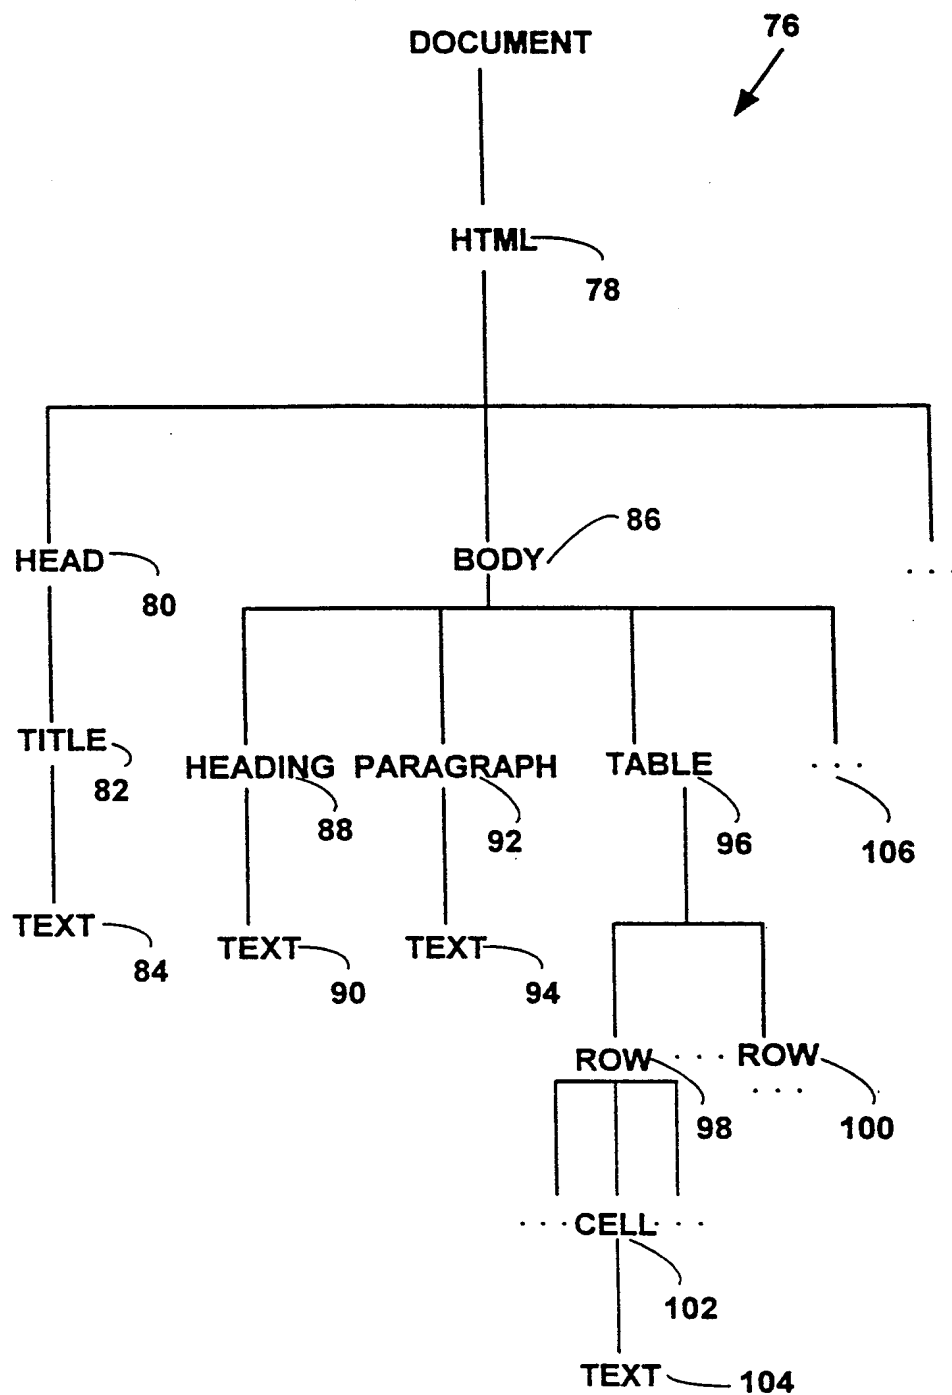 DOCUMENT 76
HTML
78
HEAD BODY 86 . . .
80
TITLE
82
HEADING PARAGRAPH TABLE . . .
88 92 96 106
TEXT
84
TEXT TEXT
90 94
ROW . . . ROW
. . .
98 100
. . . CELL . . .
102
TEXT 104